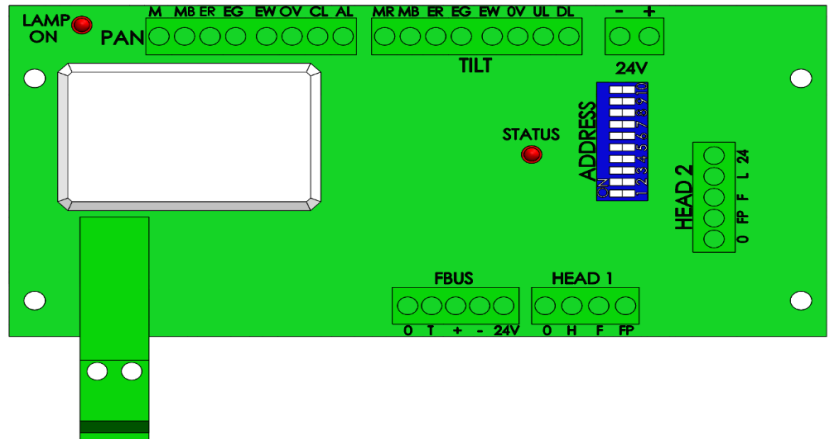 LAMP
ON
PAN
M MB ER EG EW OV CL AL
MR MB ER EG EW 0V UL DL
TILT
- +
24V
STATUS
ADDRESS
ON
1 2 3 4 5 6 7 8 9 10
HEAD 2
0 FP F L 24
FBUS
0 T + - 24V
HEAD 1
0 H F FP